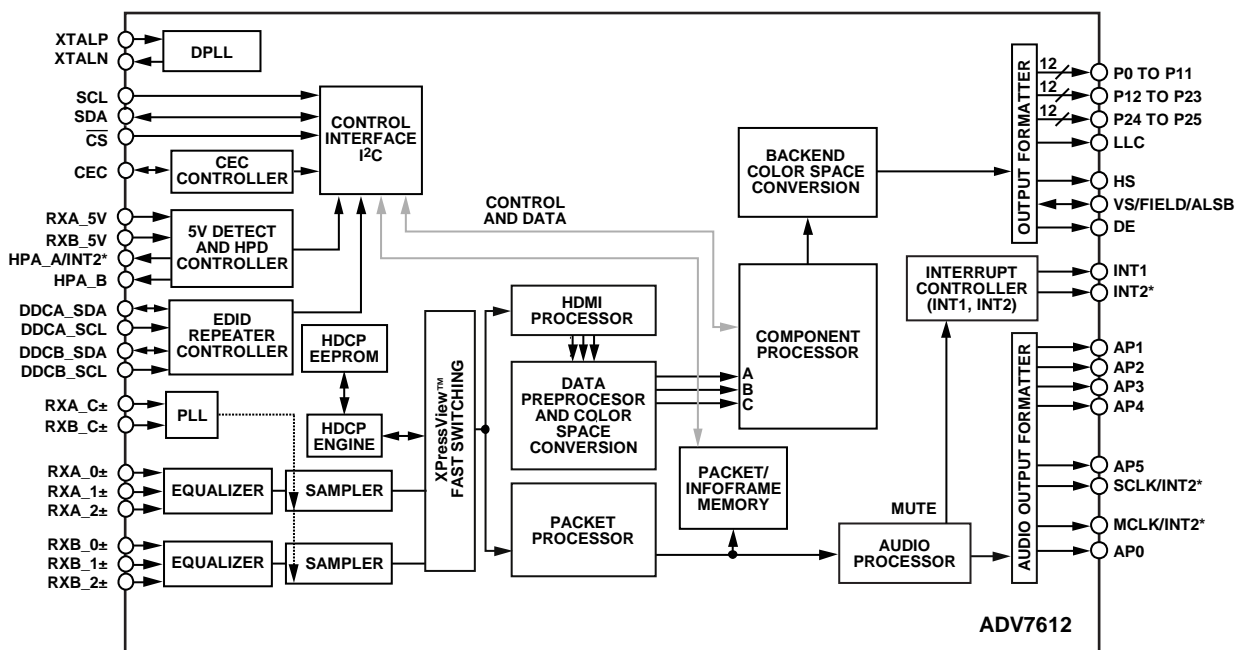 XTALP
XTALN
DPLL
SCL
SDA
CS
CEC
CEC
CONTROLLER
CONTROL
INTERFACE
I2C
RXA_5V
RXB_5V
HPA_A/INT2*
HPA_B
5V DETECT
AND HPD
CONTROLLER
DDCA_SDA
DDCA_SCL
DDCB_SDA
DDCB_SCL
EDID
REPEATER
CONTROLLER
RXA_C±
RXB_C±
PLL
HDCP
EEPROM
HDCP
ENGINE
RXA_0±
RXA_1±
RXA_2±
EQUALIZER
SAMPLER
RXB_0±
RXB_1±
RXB_2±
EQUALIZER
SAMPLER
XPressView™
FAST SWITCHING
CONTROL
AND DATA
HDMI
PROCESSOR
DATA
PREPROCESOR
AND COLOR
SPACE
CONVERSION
A
B
C
PACKET
PROCESSOR
PACKET/
INFOFRAME
MEMORY
COMPONENT
PROCESSOR
BACKEND
COLOR SPACE
CONVERSION
MUTE
AUDIO
PROCESSOR
INTERRUPT
CONTROLLER
(INT1, INT2)
OUTPUT FORMATTER
12
12
12
P0 TO P11
P12 TO P23
P24 TO P25
LLC
HS
VS/FIELD/ALSB
DE
INT1
INT2*
AUDIO OUTPUT FORMATTER
AP1
AP2
AP3
AP4
AP5
SCLK/INT2*
MCLK/INT2*
AP0
ADV7612